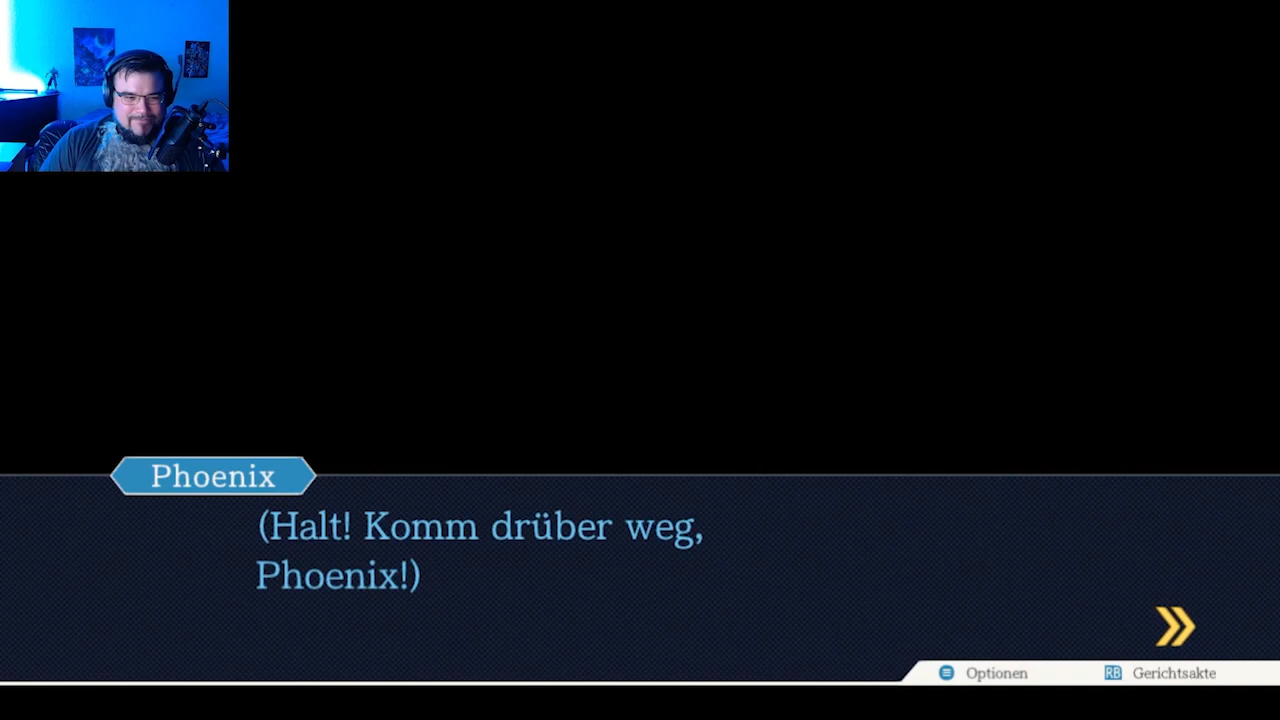 Phoenix
(Halt! Komm drüber weg,
Phoenix!)
Optionen
RB Gerichtsakte